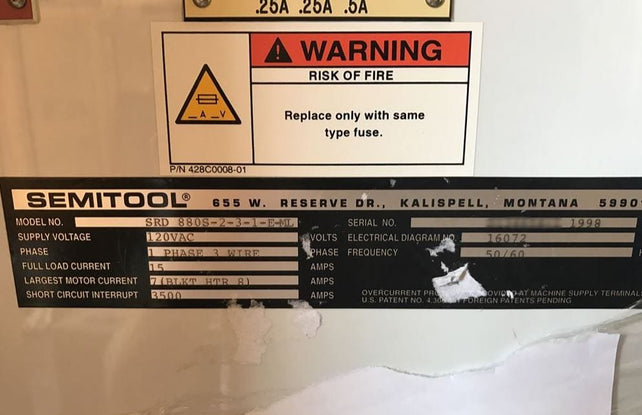 .25A .25A .5A
WARNING
RISK OF FIRE
Replace only with same
type fuse.
_A _V
P/N 428C0008-01
SEMITOOL® 655 W. RESERVE DR., KALISPELL, MONTANA 5990
MODEL NO. SRD 880S-2-3-1-E-ML SERIAL NO. 1998
SUPPLY VOLTAGE 120VAC VOLTS ELECTRICAL DIAGRAM NO. 16072
PHASE 1 PHASE 3 WIRE PHASE FREQUENCY 50/60
FULL LOAD CURRENT 15 AMPS
LARGEST MOTOR CURRENT 7(BLKT HTR 8) AMPS
SHORT CIRCUIT INTERRUPT 3500 AMPS
OVERCURRENT AT MACHINE SUPPLY TERMINAL
U.S. PATENT NO. FOREIGN PATENTS PENDING